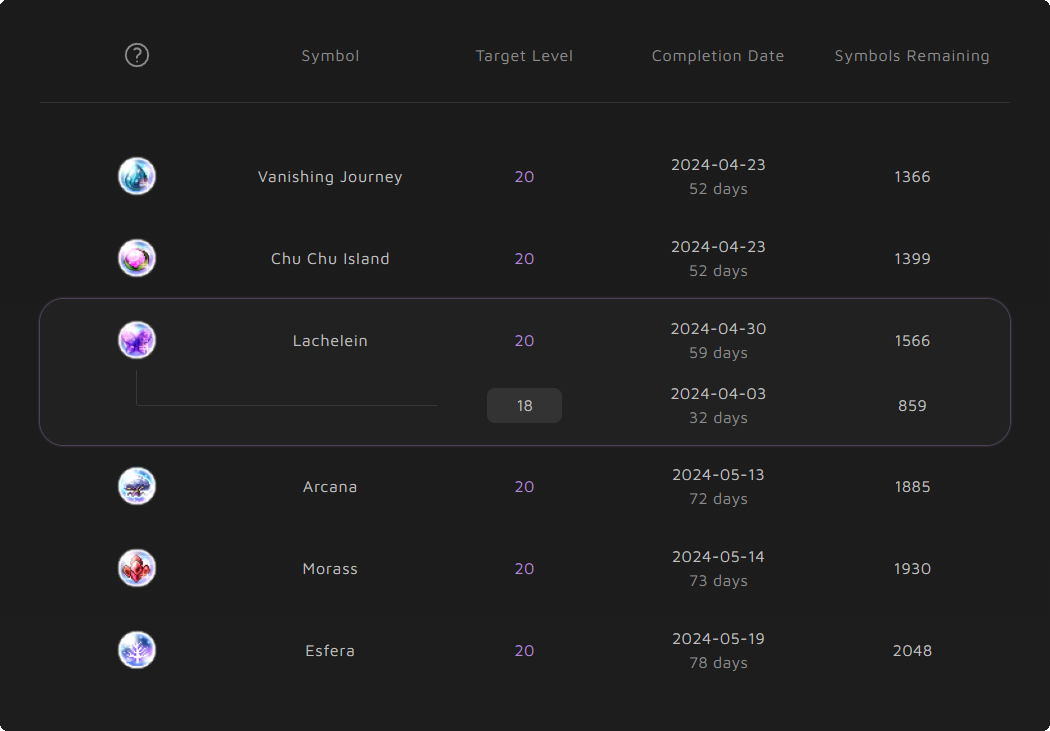 ? Symbol Target Level Completion Date Symbols Remaining
Vanishing Journey 20 2024-04-23 1366
52 days
Chu Chu Island 20 2024-04-23 1399
52 days
Lachelein 20 2024-04-30 1566
59 days
18 2024-04-03 859
32 days
Arcana 20 2024-05-13 1885
72 days
Morass 20 2024-05-14 1930
73 days
Esfera 20 2024-05-19 2048
78 days